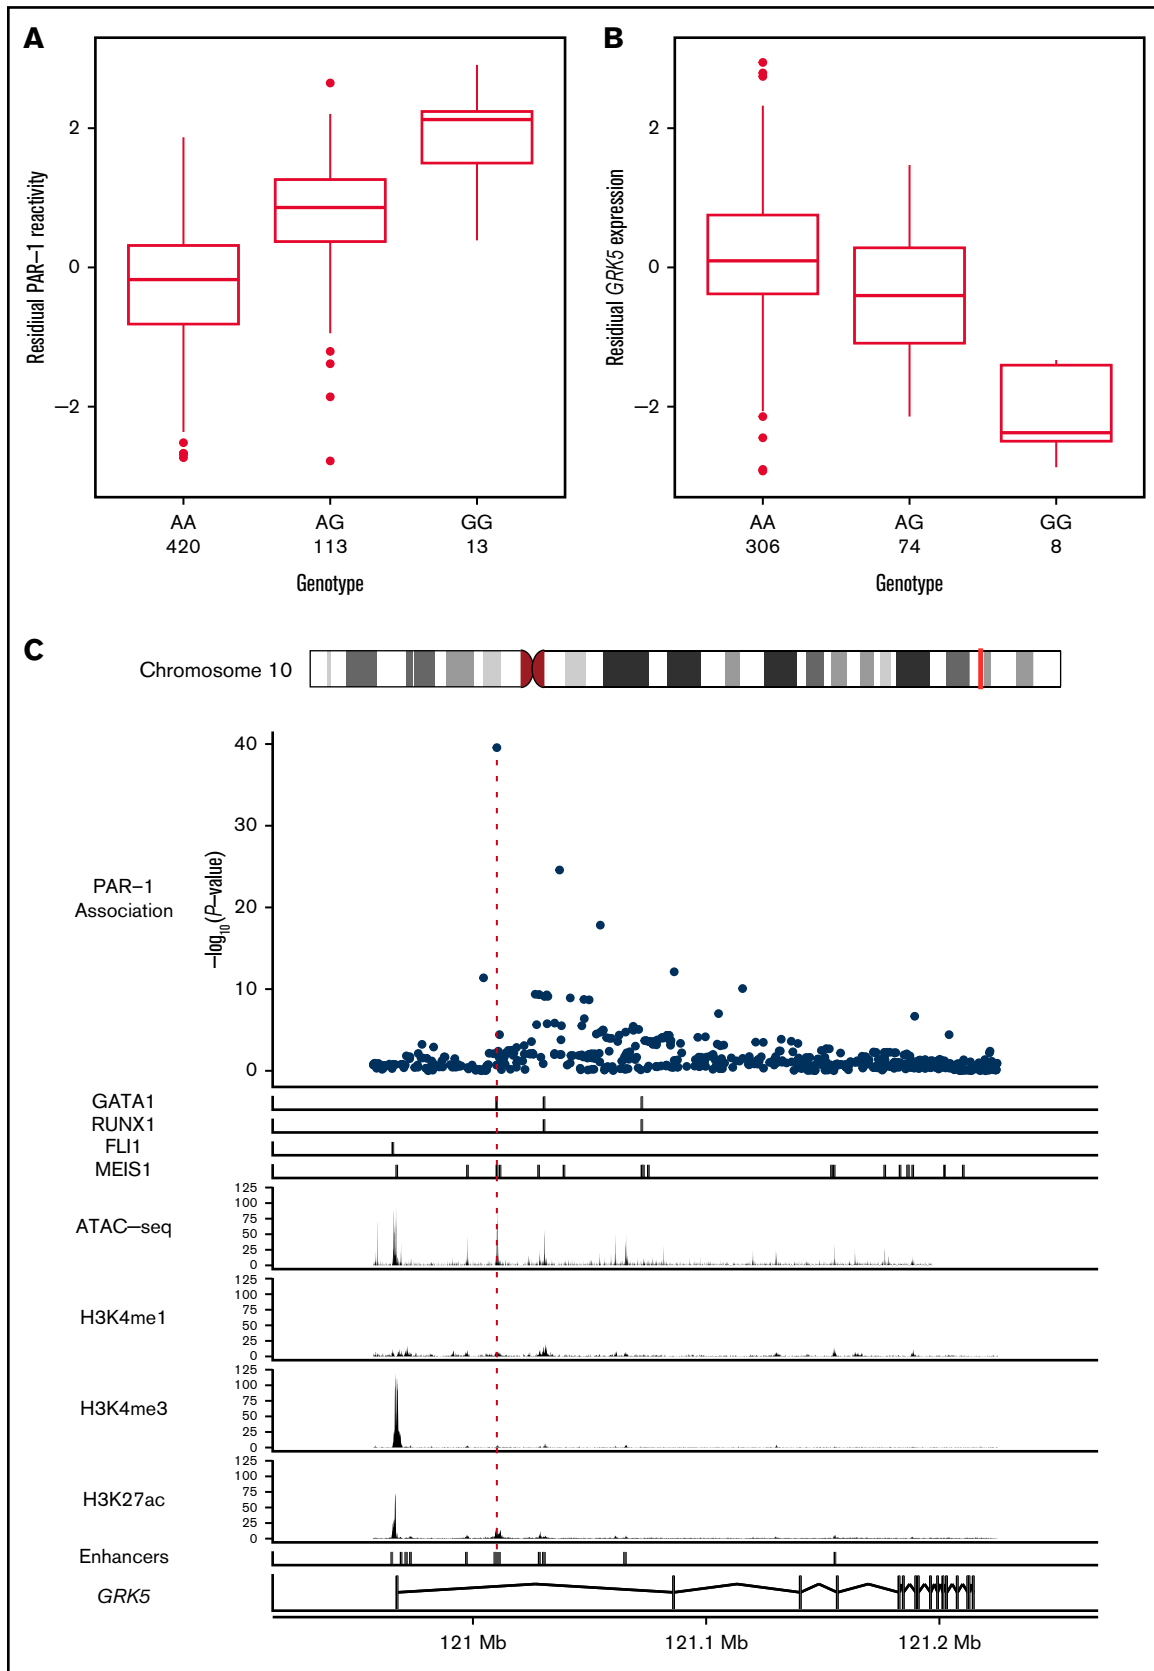 A
B
Residiual PAR–1 reactivity
2
0
–2
AA
AG
GG
420
113
13
Genotype
Residiual GRK5 expression
2
0
–2
AA
AG
GG
306
74
8
Genotype
C
Chromosome 10
PAR–1
Association
–log10(P–value)
40
30
20
10
0
GATA1
RUNX1
FLI1
MEIS1
ATAC–seq
125
100
75
50
25
0
H3K4me1
125
100
75
50
25
0
H3K4me3
125
100
75
50
25
0
H3K27ac
125
100
75
50
25
0
Enhancers
GRK5
121 Mb
121.1 Mb
121.2 Mb